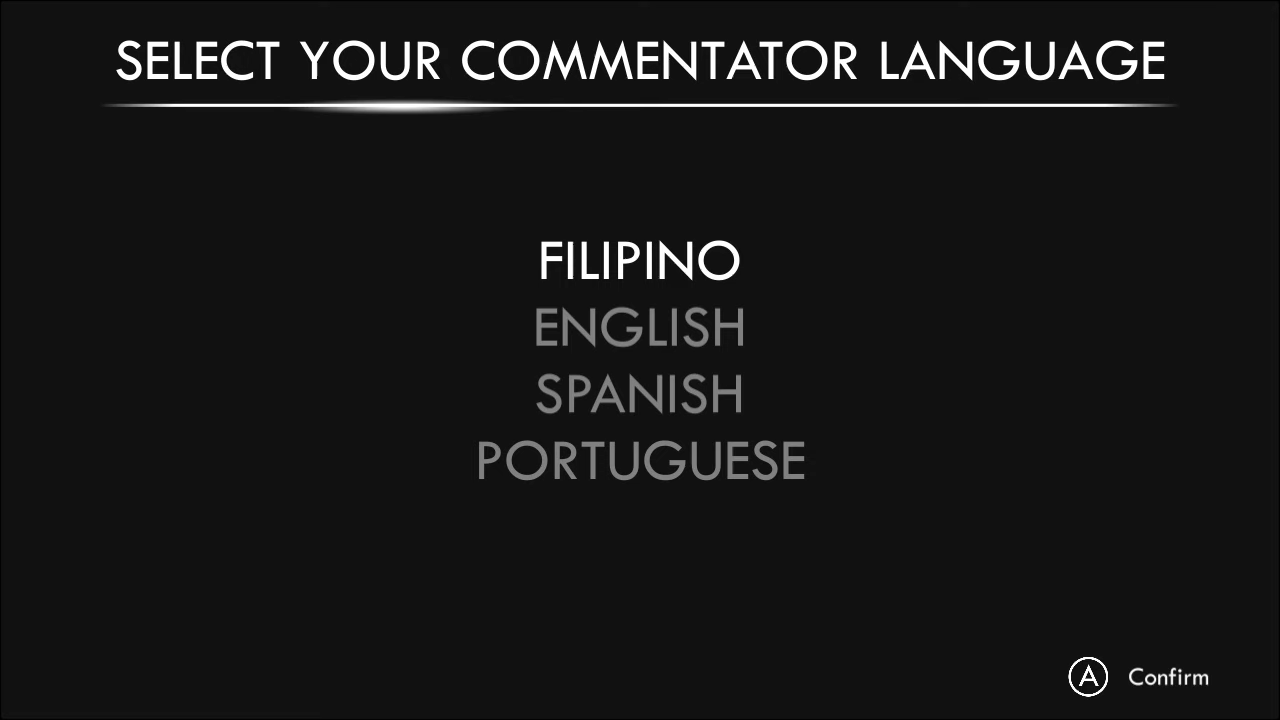 SELECT YOUR COMMENTATOR LANGUAGE
FILIPINO
ENGLISH
SPANISH
PORTUGUESE
A Confirm